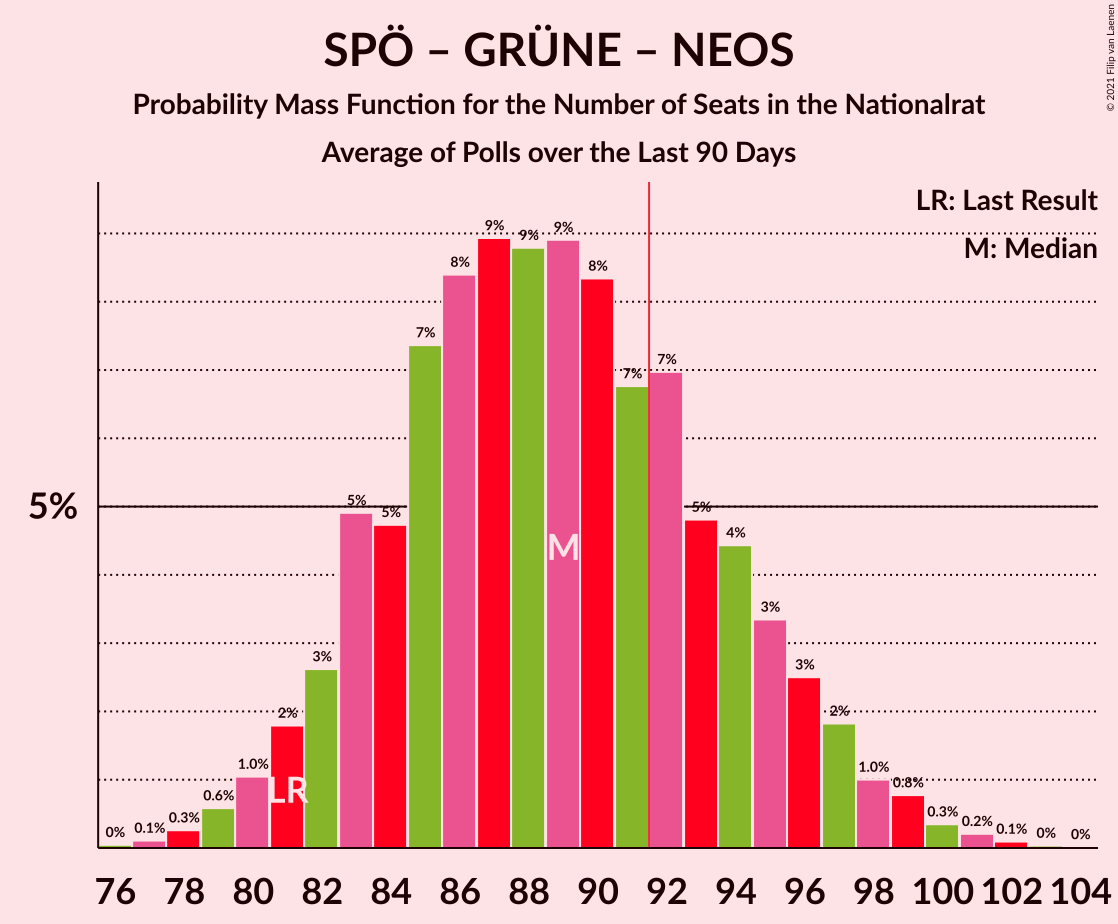 SPÖ – GRÜNE – NEOS
Probability Mass Function for the Number of Seats in the Nationalrat
Average of Polls over the Last 90 Days
© 2021 Filip van Laenen
LR: Last Result
M: Median
5%
0% 0.1% 0.3% 0.6% 1.0% 2% 3% 5% 5% 7% 8% 9% 9% 9% 8% 7% 7% 5% 4% 3% 3% 2% 1.0% 0.8% 0.3% 0.2% 0.1% 0% 0%
M
LR
76 78 80 82 84 86 88 90 92 94 96 98 100 102 104